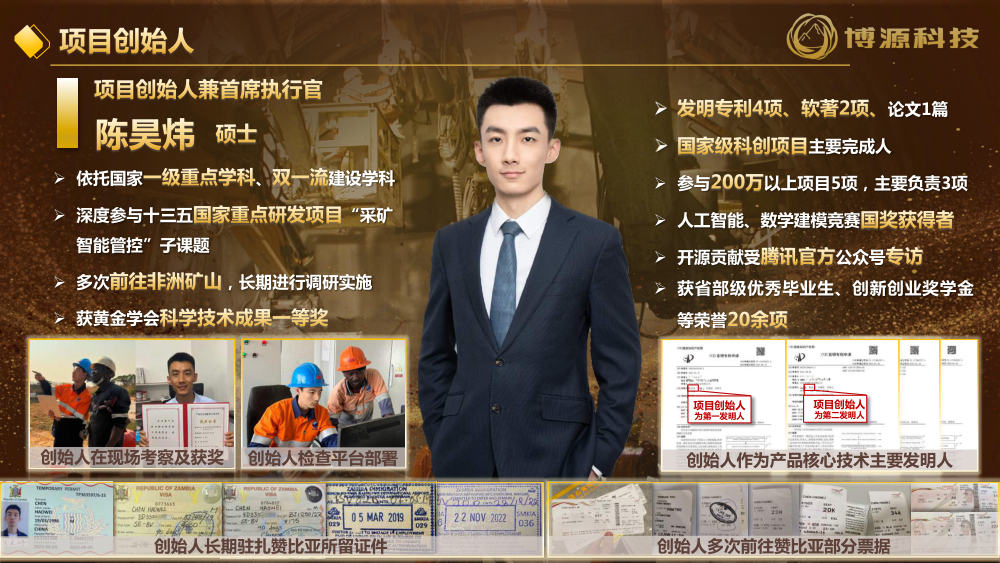 项目创始人
博源科技
项目创始人兼首席执行官
陈昊炜 硕士
依托国家一级重点学科、双一流建设学科
深度参与十三五国家重点研发项目“采矿
智能管控”子课题
多次前往非洲矿山，长期进行调研实施
获黄金学会科学技术成果一等奖
发明专利4项、软著2项、论文1篇
国家级科创项目主要完成人
参与200万以上项目5项，主要负责3项
人工智能、数学建模竞赛国奖获得者
开源贡献受腾讯官方公众号专访
获省部级优秀毕业生、创新创业奖学金
等荣誉20余项
创始人在现场考察及获奖
创始人检查平台部署
项目创始人
为第一发明人
项目创始人
为第二发明人
创始人作为产品核心技术主要发明人
TEMPORARY PERMIT
CHEN
HAOWEI
REPUBLIC OF ZAMBIA
VISA
REPUBLIC OF ZAMBIA
VISA
ZAMBIA IMMIGRATION
05 MAR 2019
22 NOV 2022
036
创始人长期驻扎赞比亚所留证件
创始人多次前往赞比亚部分票据